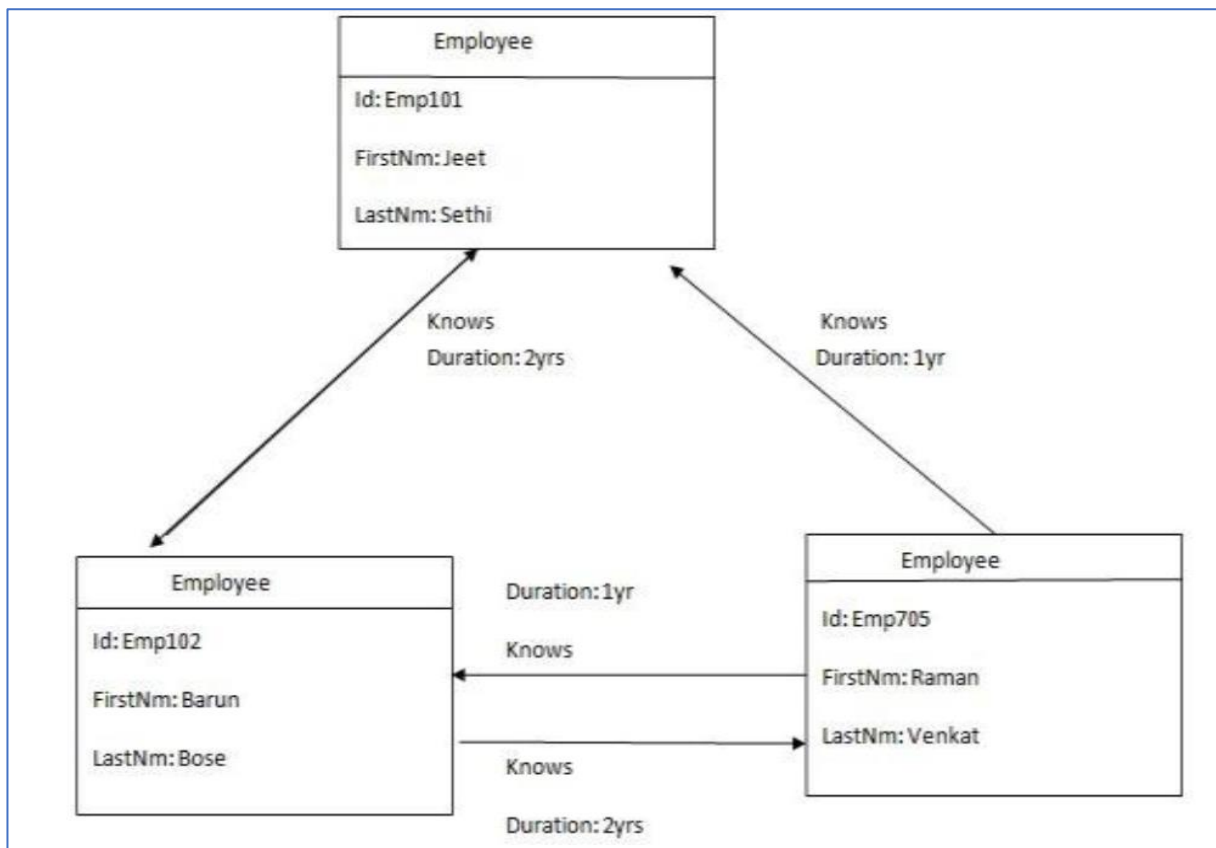 Employee
Id: Emp101
FirstNm: Jeet
LastNm: Sethi
Knows
Duration: 2yrs
Knows
Duration: 1yr
Employee
Id: Emp102
FirstNm: Barun
LastNm: Bose
Duration: 1yr
Knows
Knows
Duration: 2yrs
Employee
Id: Emp705
FirstNm: Raman
LastNm: Venkat